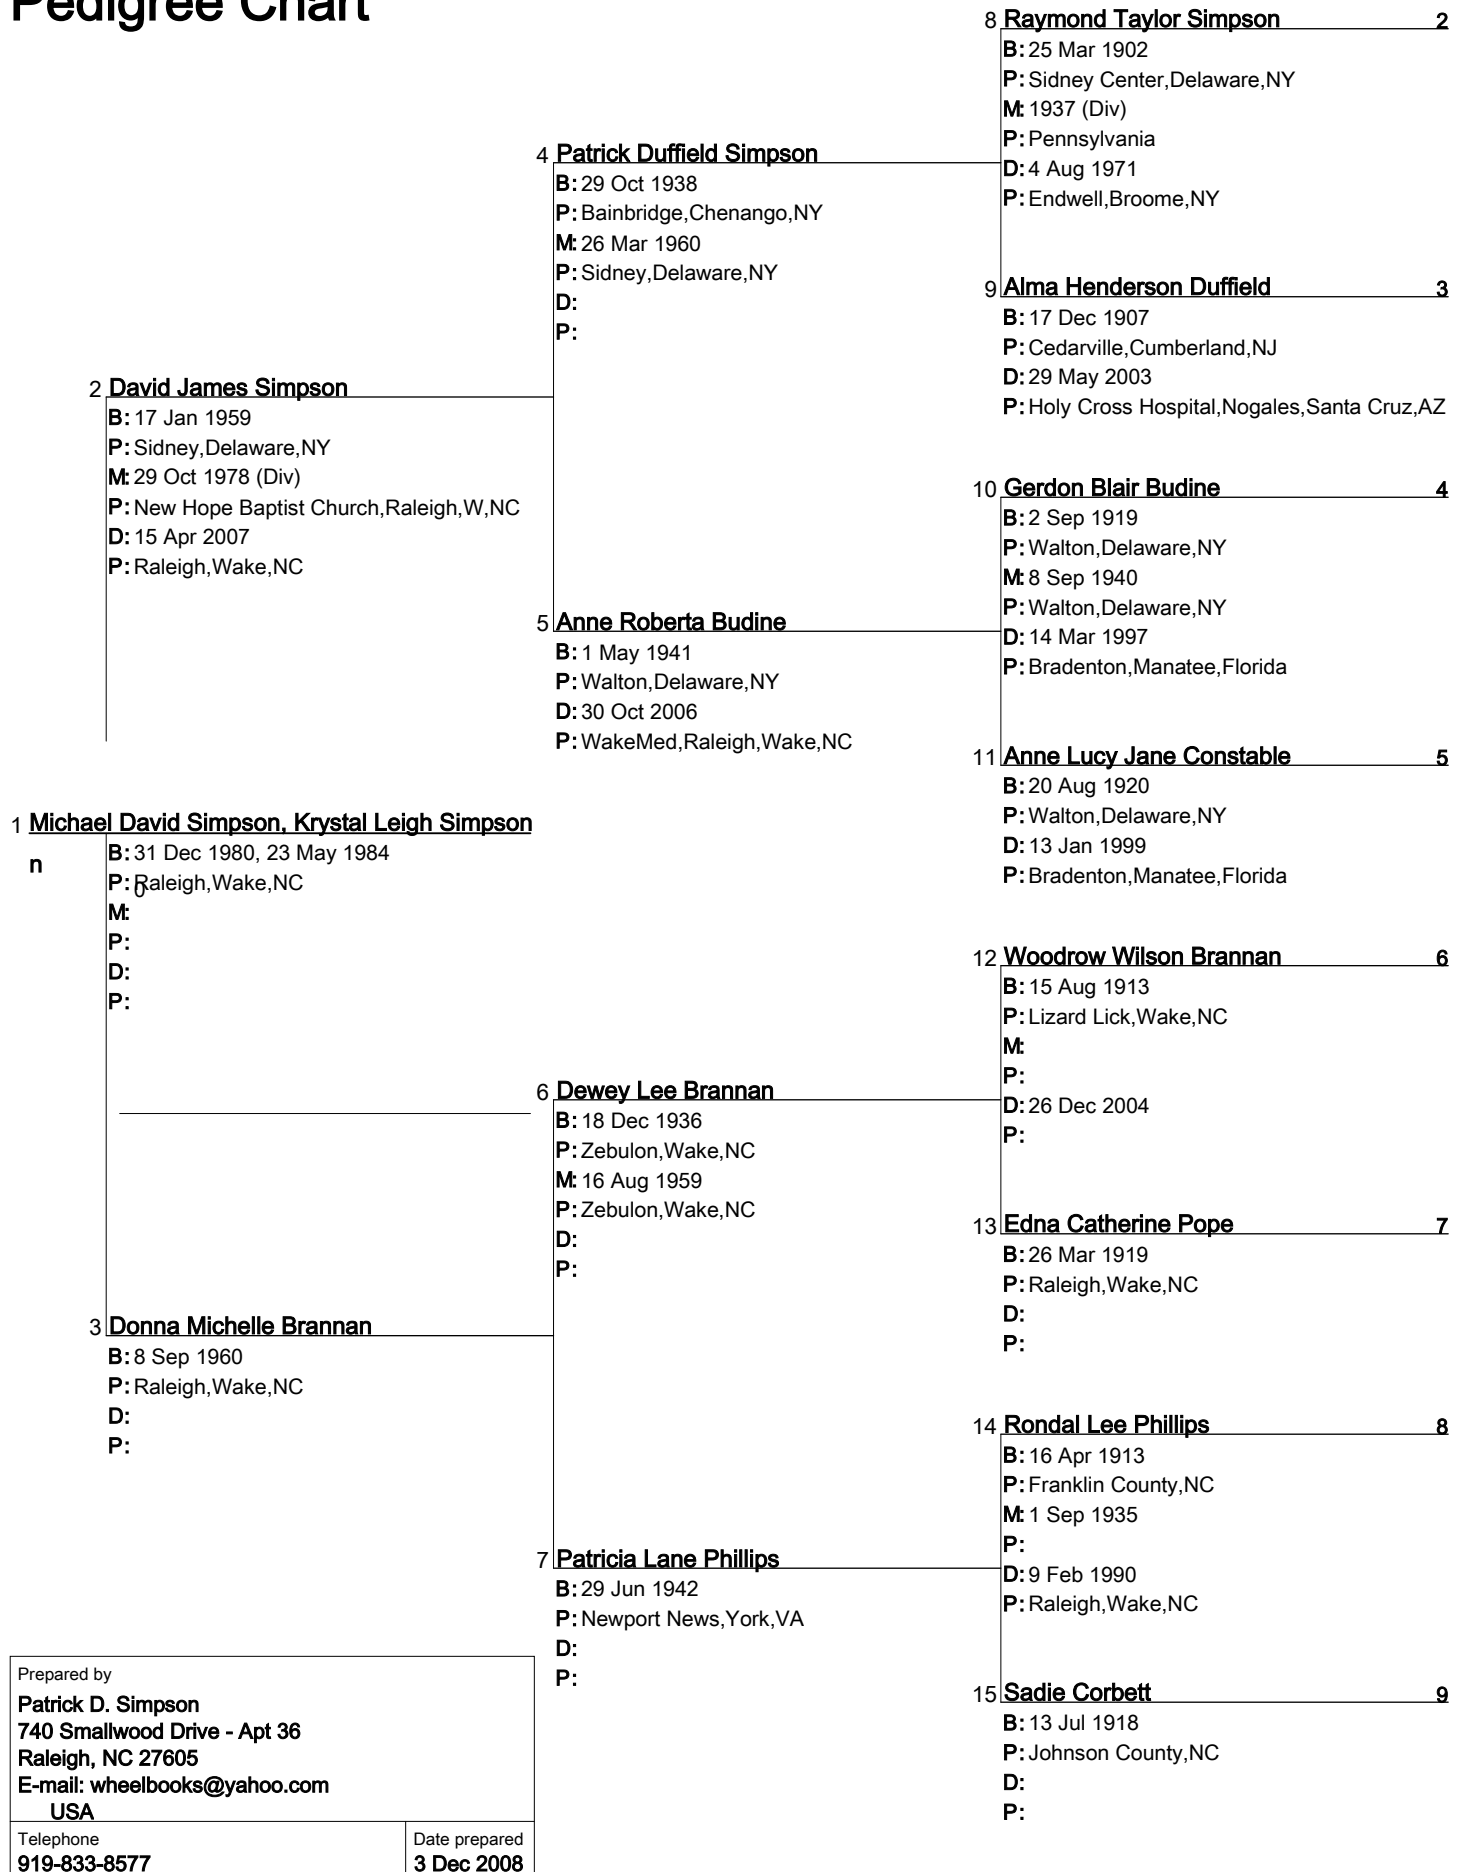 Pedigree Chart
8 Raymond Taylor Simpson 2
B: 25 Mar 1902
P: Sidney Center,Delaware,NY
M: 1937 (Div)
P: Pennsylvania
D: 4 Aug 1971
P: Endwell,Broome,NY
4 Patrick Duffield Simpson
B: 29 Oct 1938
P: Bainbridge,Chenango,NY
M: 26 Mar 1960
P: Sidney,Delaware,NY
D:
P:
9 Alma Henderson Duffield 3
B: 17 Dec 1907
P: Cedarville,Cumberland,NJ
D: 29 May 2003
P: Holy Cross Hospital,Nogales,Santa Cruz,AZ
2 David James Simpson
B: 17 Jan 1959
P: Sidney,Delaware,NY
M: 29 Oct 1978 (Div)
P: New Hope Baptist Church,Raleigh,W,NC
D: 15 Apr 2007
P: Raleigh,Wake,NC
10 Gerdon Blair Budine 4
B: 2 Sep 1919
P: Walton,Delaware,NY
M: 8 Sep 1940
P: Walton,Delaware,NY
D: 14 Mar 1997
P: Bradenton,Manatee,Florida
5 Anne Roberta Budine
B: 1 May 1941
P: Walton,Delaware,NY
D: 30 Oct 2006
P: WakeMed,Raleigh,Wake,NC
11 Anne Lucy Jane Constable 5
B: 20 Aug 1920
P: Walton,Delaware,NY
D: 13 Jan 1999
P: Bradenton,Manatee,Florida
1 Michael David Simpson, Krystal Leigh Simpson
n
B: 31 Dec 1980, 23 May 1984
P: Raleigh,Wake,NC
0
M:
P:
D:
P:
12 Woodrow Wilson Brannan 6
B: 15 Aug 1913
P: Lizard Lick,Wake,NC
M:
P:
D: 26 Dec 2004
P:
6 Dewey Lee Brannan
B: 18 Dec 1936
P: Zebulon,Wake,NC
M: 16 Aug 1959
P: Zebulon,Wake,NC
D:
P:
13 Edna Catherine Pope 7
B: 26 Mar 1919
P: Raleigh,Wake,NC
D:
P:
3 Donna Michelle Brannan
B: 8 Sep 1960
P: Raleigh,Wake,NC
D:
P:
14 Rondal Lee Phillips 8
B: 16 Apr 1913
P: Franklin County,NC
M: 1 Sep 1935
P:
D: 9 Feb 1990
P: Raleigh,Wake,NC
7 Patricia Lane Phillips
B: 29 Jun 1942
P: Newport News,York,VA
D:
P:
15 Sadie Corbett 9
B: 13 Jul 1918
P: Johnson County,NC
D:
P:
Prepared by
Patrick D. Simpson
740 Smallwood Drive - Apt 36
Raleigh, NC 27605
E-mail: wheelbooks@yahoo.com
USA
Telephone
919-833-8577
Date prepared
3 Dec 2008